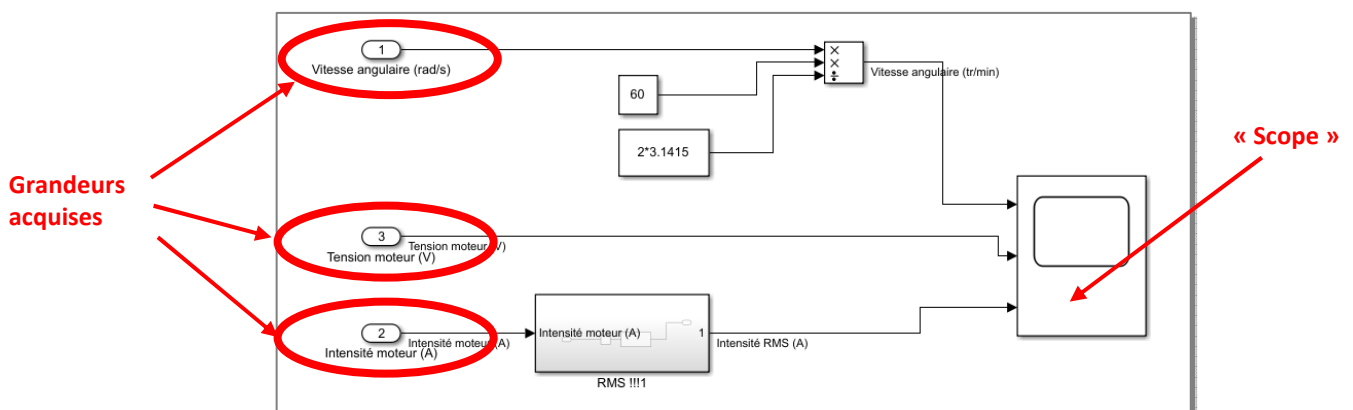 1
Vitesse angulaire (rad/s)
×
×
÷
Vitesse angulaire (tr/min)
60
2*3.1415
« Scope »
Grandeurs
acquises
3
Tension moteur (V)
Tension moteur (V)
2
Intensité moteur (A)
Intensité moteur (A)
Intensité moteur (A)
1
Intensité RMS (A)
RMS !!!1